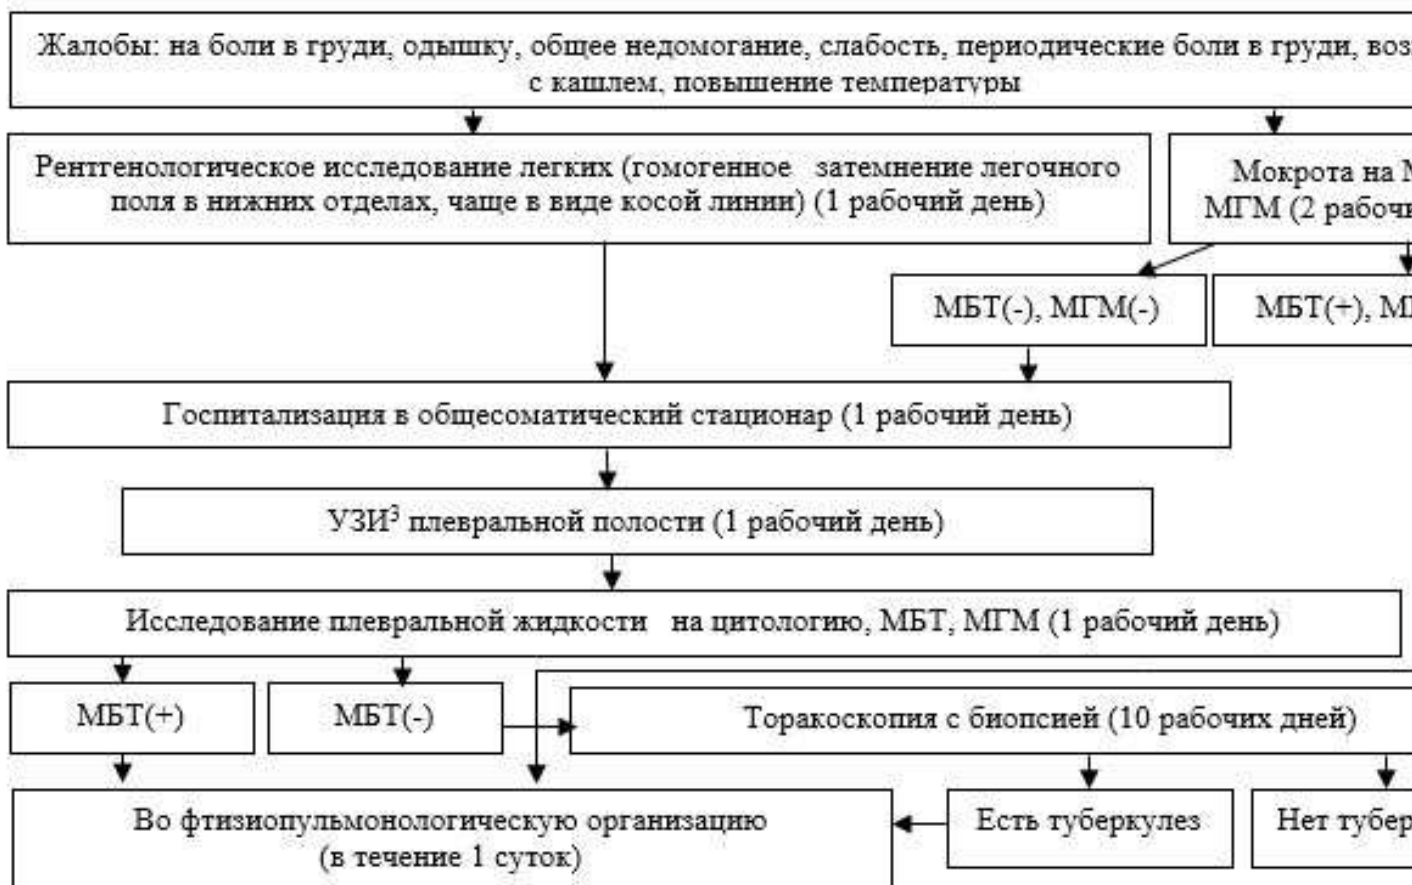 Жалобы: на боли в груди, одышку, общее недомогание, слабость, периодические боли в груди,
с кашлем, повышение температуры
Рентгенологическое исследование легких (гомогенное затемнение легочного
поля в нижних отделах, чаще в виде косой линии) (1 рабочий день)
Мокрота на
МГМ (2
МБТ(-), МГМ(-)
МБТ(+),
Госпитализация в общесоматический стационар (1 рабочий день)
УЗИ³ плевральной полости (1 рабочий день)
Исследование плевральной жидкости на цитологию, МБТ, МГМ (1 рабочий день)
МБТ(+)
МБТ(-)
Торакоскопия с биопсией (10 рабочих дней)
Во фтизиопульмонологическую организацию
(в течение 1 суток)
Есть туберкулез
Нет